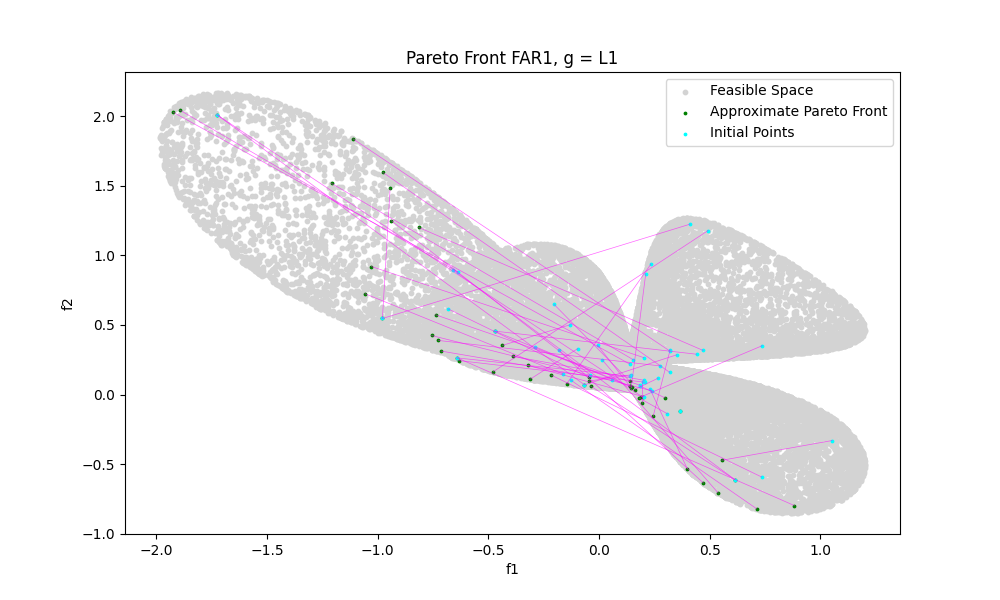 Pareto Front FAR1, g = L1
Feasible Space
Approximate Pareto Front
Initial Points
f2
2.0
1.5
1.0
0.5
0.0
−0.5
−1.0
−2.0 −1.5 −1.0 −0.5 0.0 0.5 1.0
f1